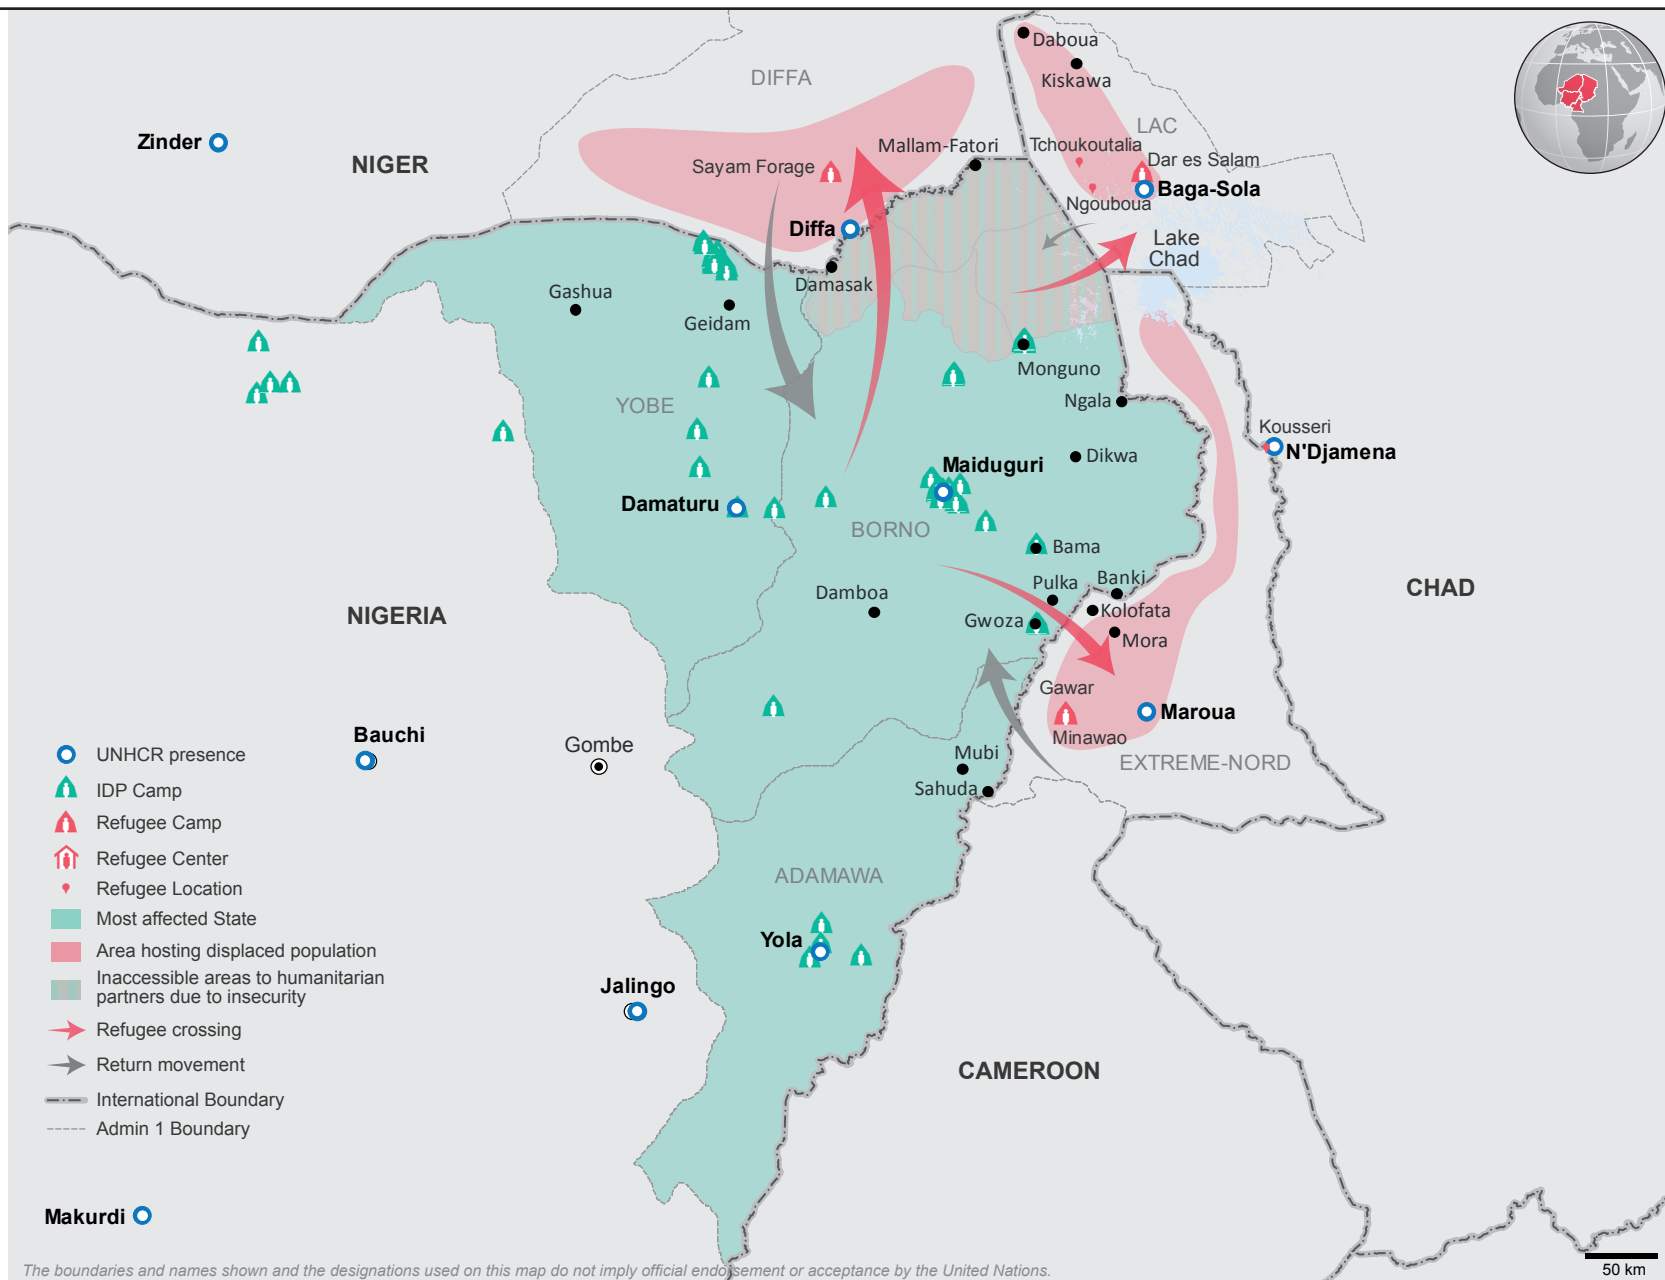 Daboua
Kiskawa
DIFFA
LAC
Zinder
NIGER
Mallam-Fatori
Tchoukoutalia
Dar es Salam
Sayam Forage
Baga-Sola
Ngouboua
Diffa
Lake
Chad
Damasak
Gashua
Geidam
Monguno
Ngala
YOBE
Kousseri
N'Djamena
Dikwa
Maiduguri
Damaturu
BORNO
Bama
Pulka
Banki
CHAD
Damboa
Kolofata
NIGERIA
Gwoza
Mora
Gawar
Maroua
Minawao
Bauchi
Gombe
Mubi
EXTREME-NORD
Sahuda
UNHCR presence
IDP Camp
Refugee Camp
Refugee Center
Refugee Location
Most affected State
Area hosting displaced population
Inaccessible areas to humanitarian
partners due to insecurity
Refugee crossing
Return movement
International Boundary
Admin 1 Boundary
ADAMAWA
Yola
Jalingo
CAMEROON
Makurdi
50 km
The boundaries and names shown and the designations used on this map do not imply official endorsement or acceptance by the United Nations.